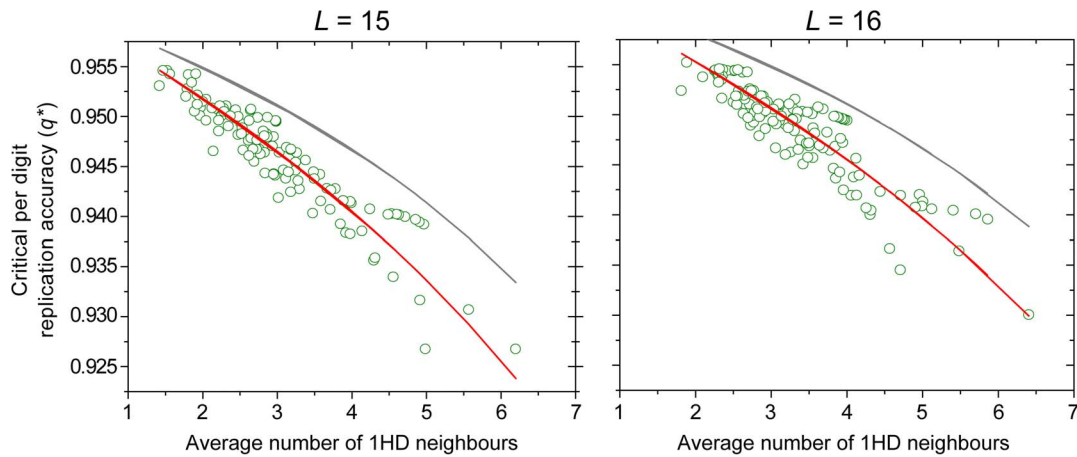 L = 15
L = 16
Critical per digit
replication accuracy (q*)
0.955
0.950
0.945
0.940
0.935
0.930
0.925
1 2 3 4 5 6 7
1 2 3 4 5 6 7
Average number of 1HD neighbours
Average number of 1HD neighbours